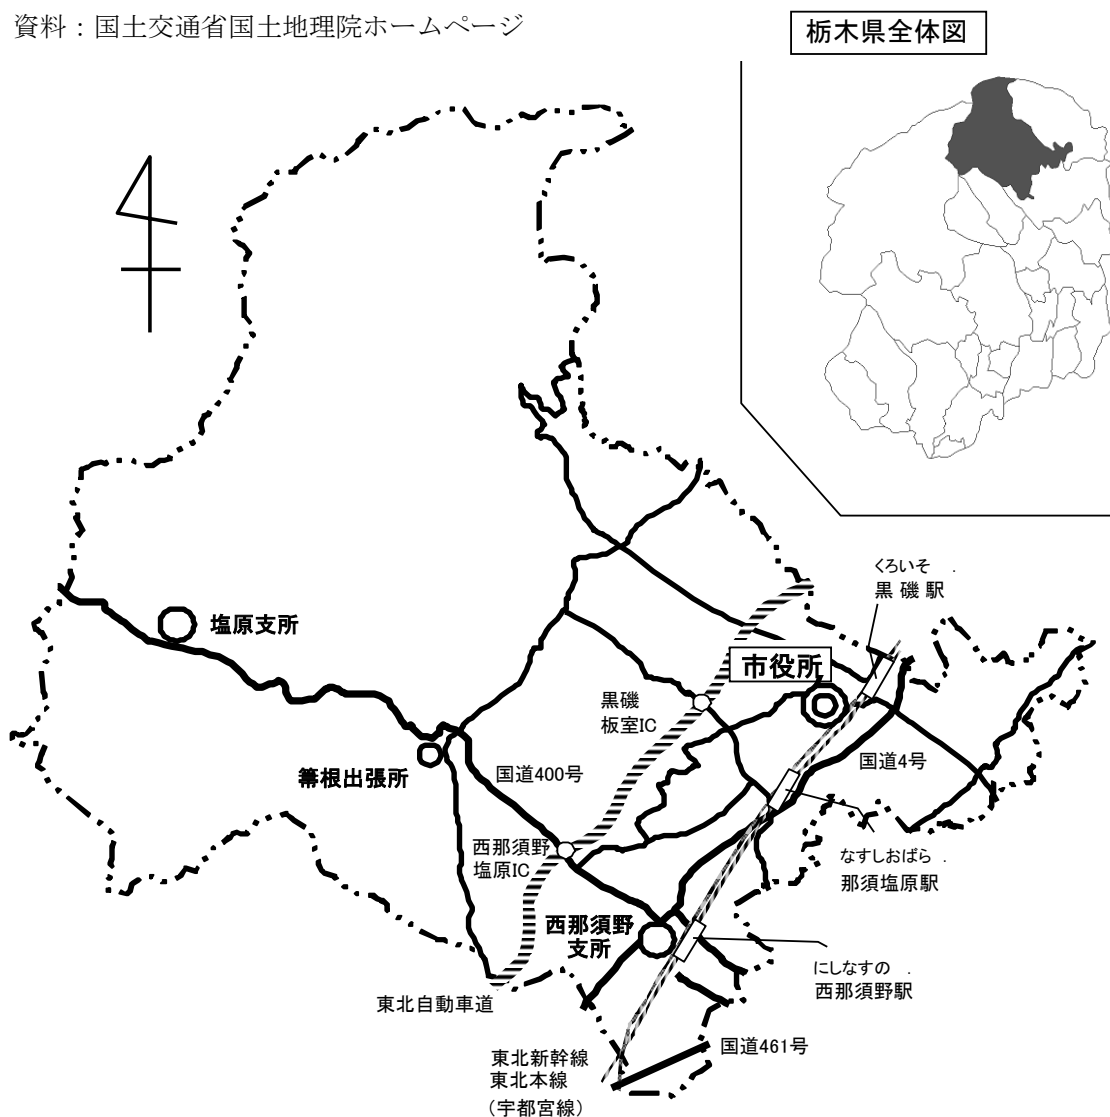 資料：国土交通省国土地理院ホームページ
栃木県全体図
くろいそ .
黒磯駅
塩原支所
市役所
黒磯
板室IC
国道4号
箒根出張所
国道400号
西那須野
塩原IC
なすしおばら .
那須塩原駅
西那須野
支所
にしなすの .
西那須野駅
東北自動車道
国道461号
東北新幹線
東北本線
（宇都宮線）